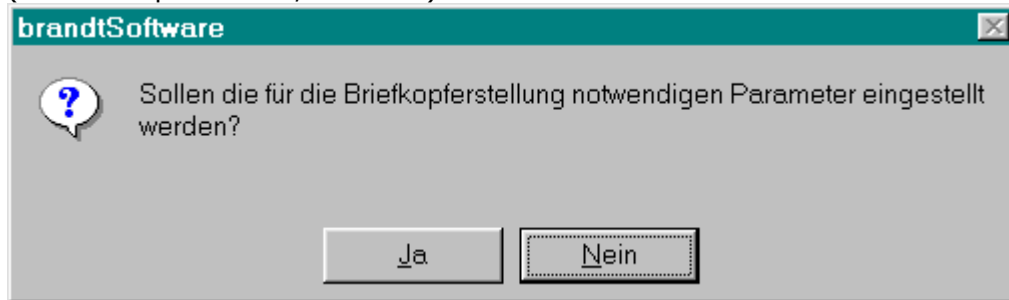 brandtSoftware
Sollen die für die Briefkopferstellung notwendigen Parameter eingestellt
werden?
Ja
Nein